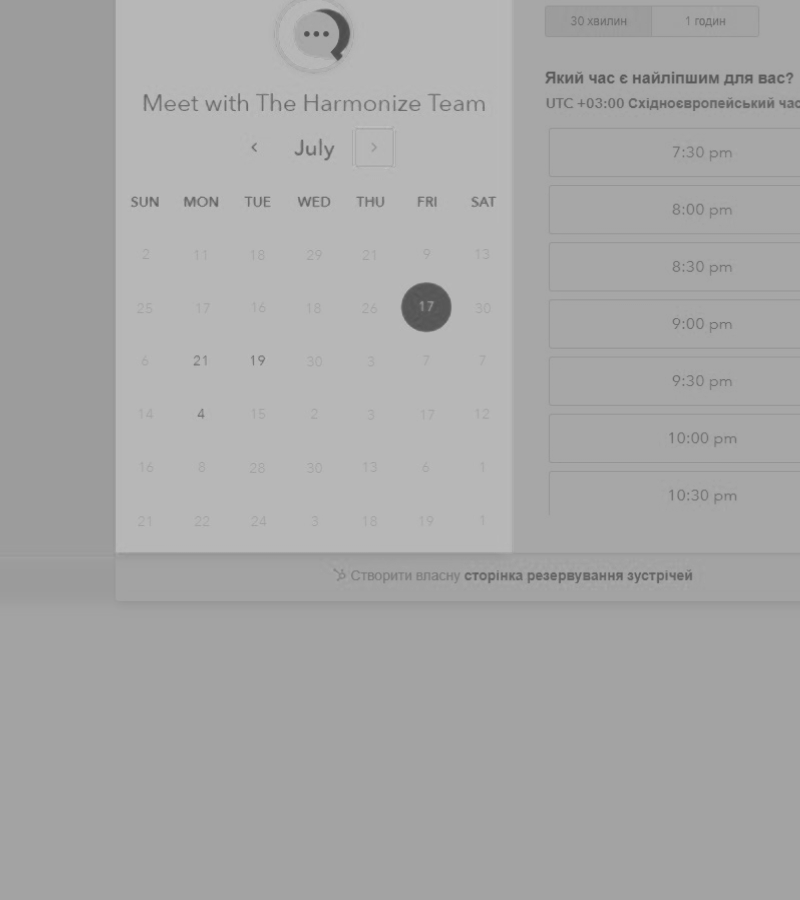 Meet with The Harmonize Team
July
SUN MON TUE WED THU FRI SAT
2 11 18 29 21 9 13
25 17 16 18 26 17 30
6 21 19 30 3 7 7
14 4 15 2 3 17 12
16 8 28 30 13 6 1
21 22 24 3 18 19 1
30 хвилин 1 годин
Який час є найліпшим для вас?
UTC +03:00 Східноєвропейський час
7:30 pm
8:00 pm
8:30 pm
9:00 pm
9:30 pm
10:00 pm
10:30 pm
Створити власну сторінка резервування зустрічей